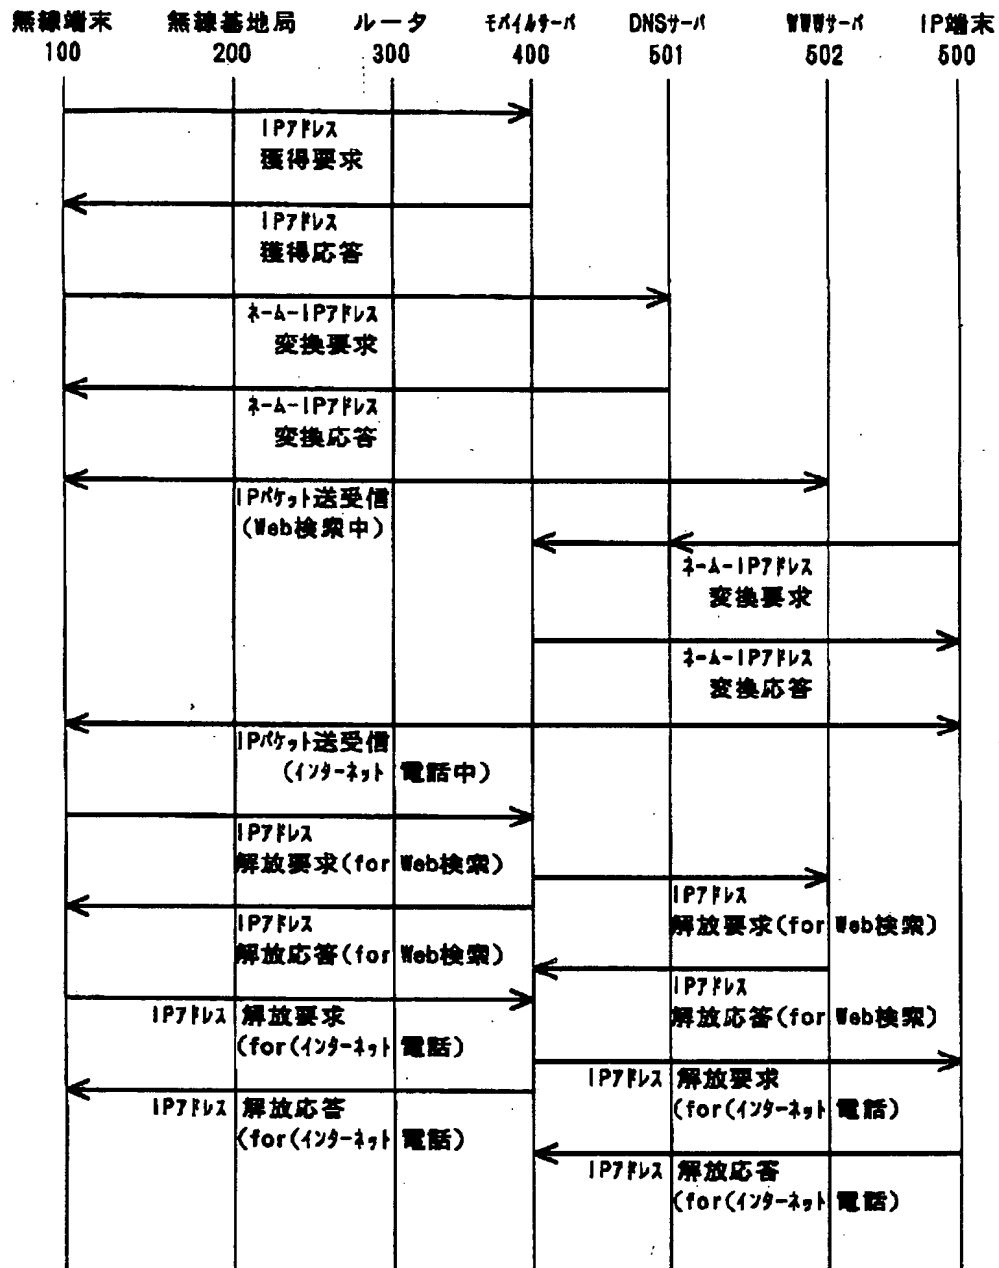 無線端末 無線基地局 ルータ モバイルサーバ DNSサーバ WWWサーバ IP端末
100 200 300 400 501 502 500
IPアドレス
獲得要求
IPアドレス
獲得応答
ネーム-IPアドレス
変換要求
ネーム-IPアドレス
変換応答
IPパケット送受信
(Web検索中)
ネーム-IPアドレス
変換要求
ネーム-IPアドレス
変換応答
IPパケット送受信
(インターネット電話中)
IPアドレス
解放要求(for Web検索)
IPアドレス
解放要求(for Web検索)
IPアドレス
解放応答(for Web検索)
IPアドレス
解放応答(for Web検索)
IPアドレス解放要求
(for(インターネット電話)
IPアドレス解放要求
(for(インターネット電話)
IPアドレス解放応答
(for(インターネット電話)
IPアドレス解放応答
(for(インターネット電話)